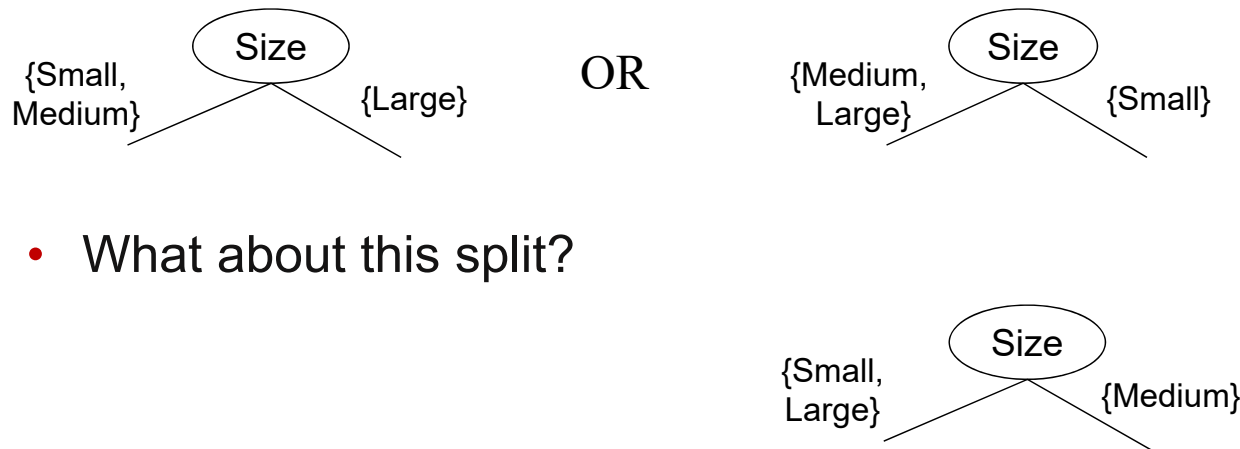 Size
{Small,
Medium}
{Large}
OR
Size
{Medium,
Large}
{Small}
• What about this split?
Size
{Small,
Large}
{Medium}